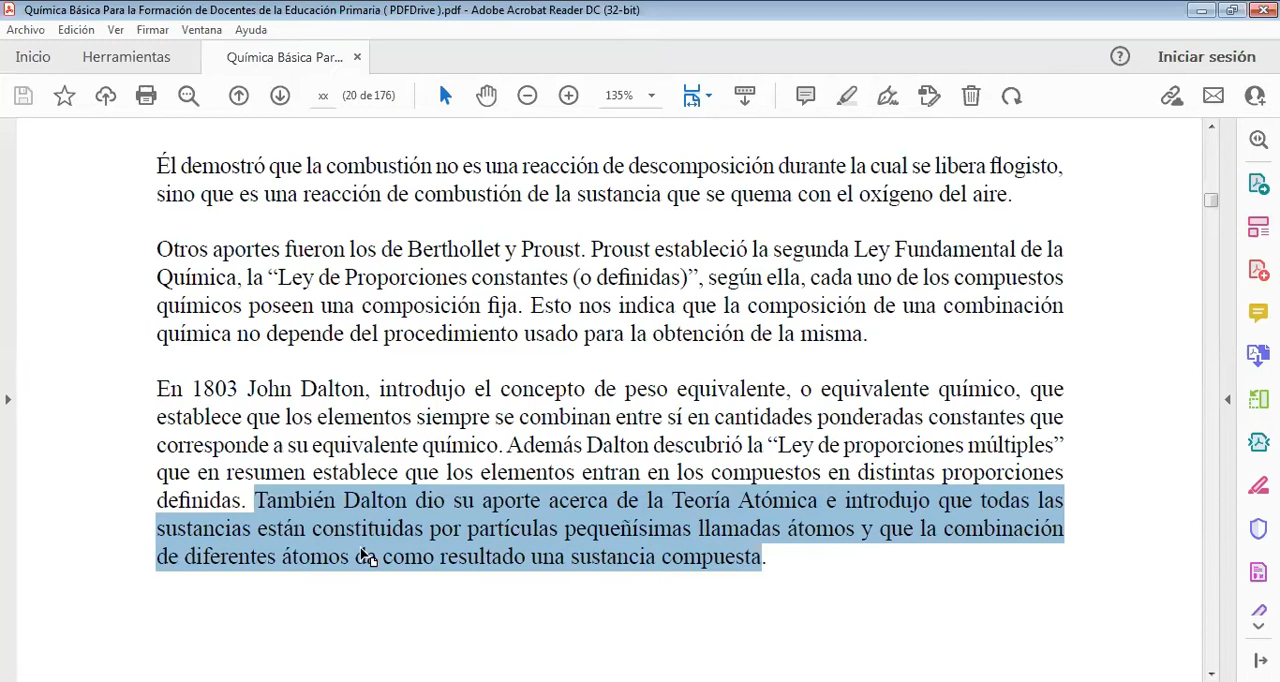 Química Básica Para la Formación de Docentes de la Educación Primaria ( PDFDrive ).pdf - Adobe Acrobat Reader DC (32-bit)
Archivo Edición Ver Firmar Ventana Ayuda
Inicio Herramientas Química Básica Par... Iniciar sesión
xx (20 de 176) 135%
Él demostró que la combustión no es una reacción de descomposición durante la cual se libera flogisto,
sino que es una reacción de combustión de la sustancia que se quema con el oxígeno del aire.
Otros aportes fueron los de Berthollet y Proust. Proust estableció la segunda Ley Fundamental de la
Química, la “Ley de Proporciones constantes (o definidas)”, según ella, cada uno de los compuestos
químicos poseen una composición fija. Esto nos indica que la composición de una combinación
química no depende del procedimiento usado para la obtención de la misma.
En 1803 John Dalton, introdujo el concepto de peso equivalente, o equivalente químico, que
establece que los elementos siempre se combinan entre sí en cantidades ponderadas constantes que
corresponde a su equivalente químico. Además Dalton descubrió la “Ley de proporciones múltiples”
que en resumen establece que los elementos entran en los compuestos en distintas proporciones
definidas. También Dalton dio su aporte acerca de la Teoría Atómica e introdujo que todas las
sustancias están constituidas por partículas pequeñísimas llamadas átomos y que la combinación
de diferentes átomos da como resultado una sustancia compuesta.